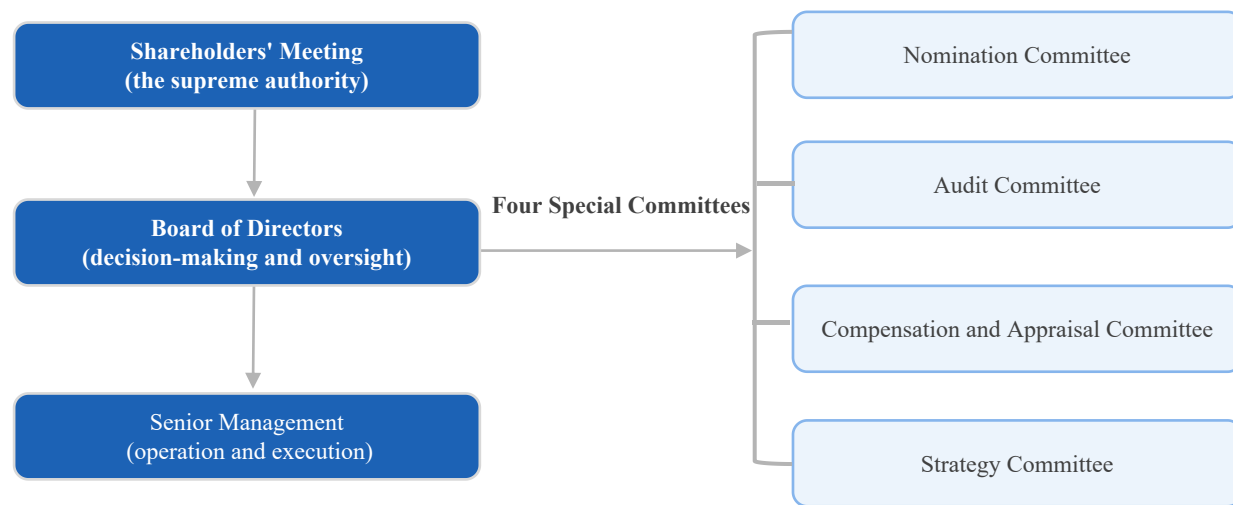 Shareholders' Meeting
(the supreme authority)
Board of Directors
(decision-making and oversight)
Senior Management
(operation and execution)
Four Special Committees
Nomination Committee
Audit Committee
Compensation and Appraisal Committee
Strategy Committee